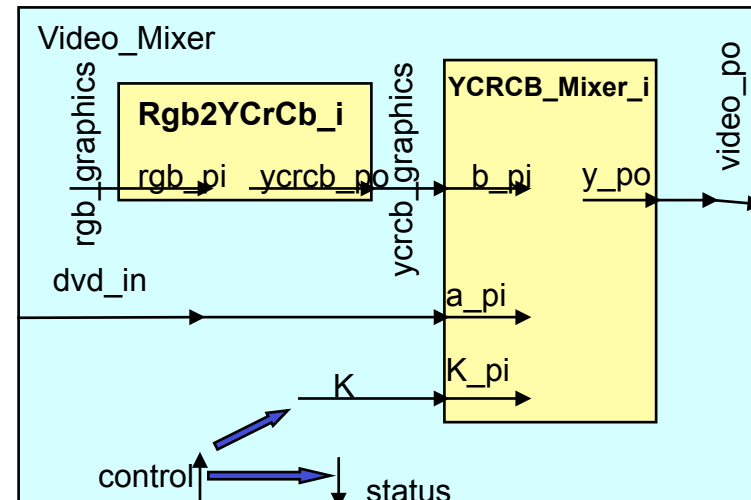 Video_Mixer
rgb_graphics
Rgb2YCrCb_i
rgb_pi
ycrcb_po
ycrcb_graphics
YCRCB_Mixer_i
b_pi
y_po
video_po
dvd_in
a_pi
K
K_pi
control
status